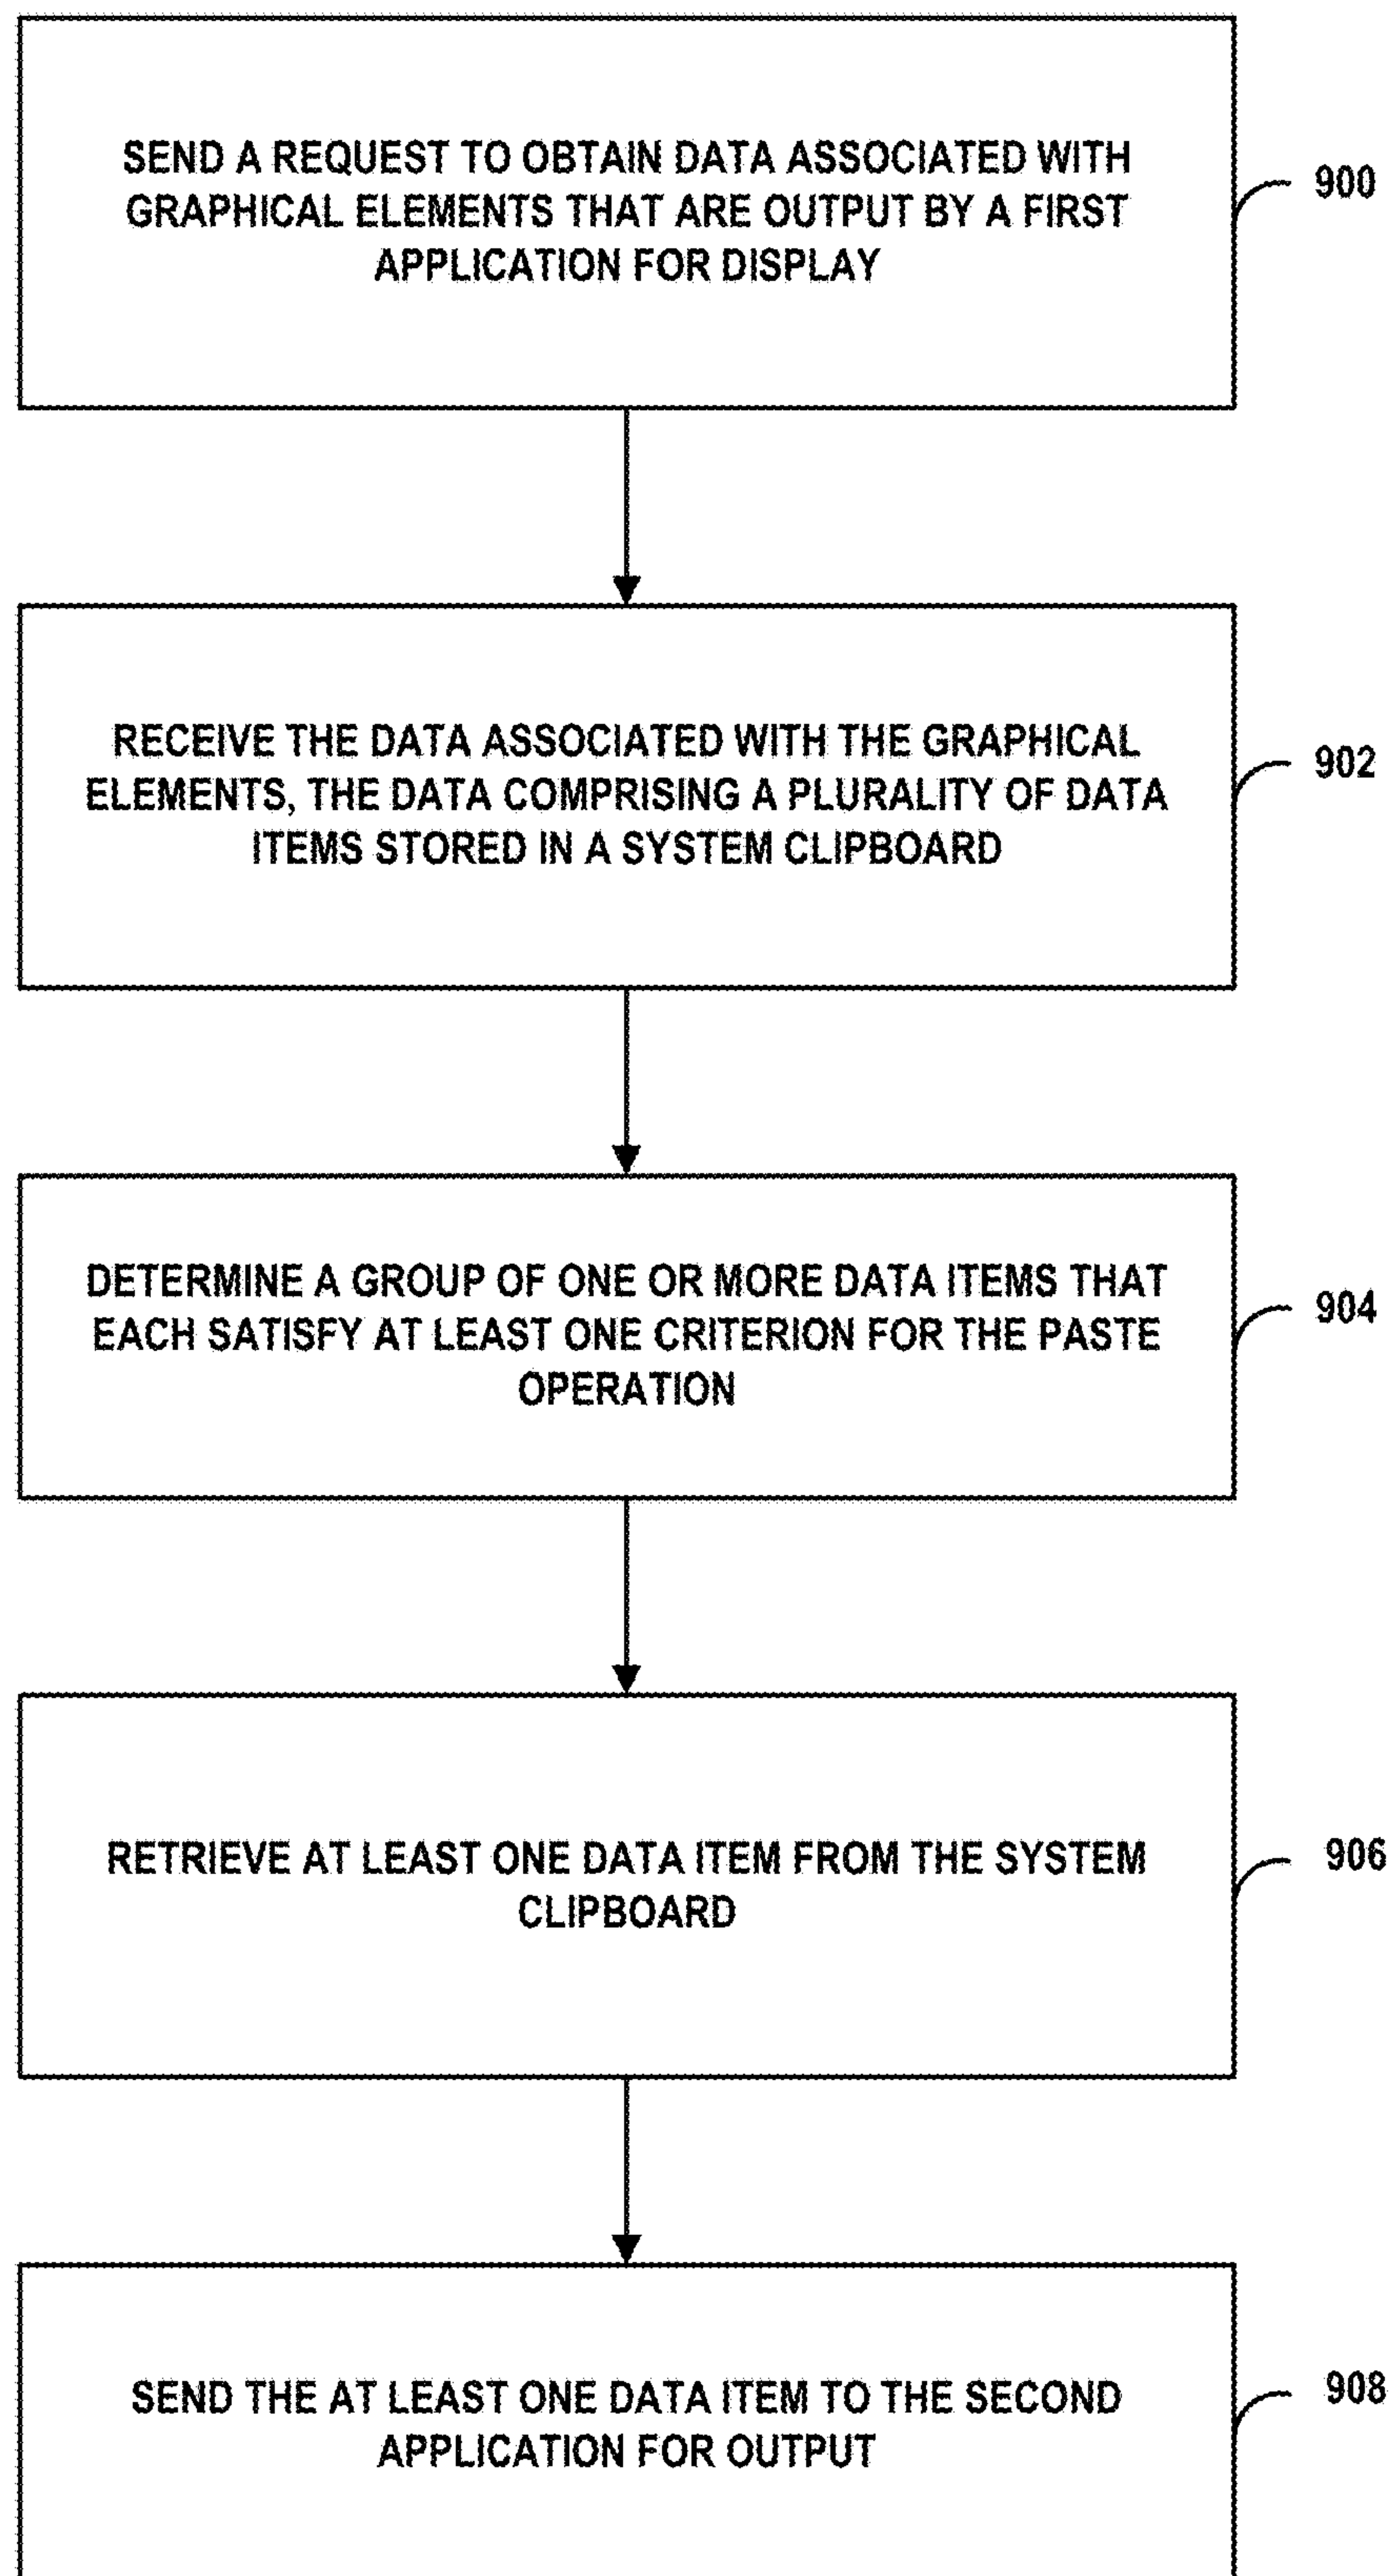 SEND A REQUEST TO OBTAIN DATA ASSOCIATED WITH
GRAPHICAL ELEMENTS THAT ARE OUTPUT BY A FIRST
APPLICATION FOR DISPLAY
900
RECEIVE THE DATA ASSOCIATED WITH THE GRAPHICAL
ELEMENTS, THE DATA COMPRISING A PLURALITY OF DATA
ITEMS STORED IN A SYSTEM CLIPBOARD
902
DETERMINE A GROUP OF ONE OR MORE DATA ITEMS THAT
EACH SATISFY AT LEAST ONE CRITERION FOR THE PASTE
OPERATION
904
RETRIEVE AT LEAST ONE DATA ITEM FROM THE SYSTEM
CLIPBOARD
906
SEND THE AT LEAST ONE DATA ITEM TO THE SECOND
APPLICATION FOR OUTPUT
908